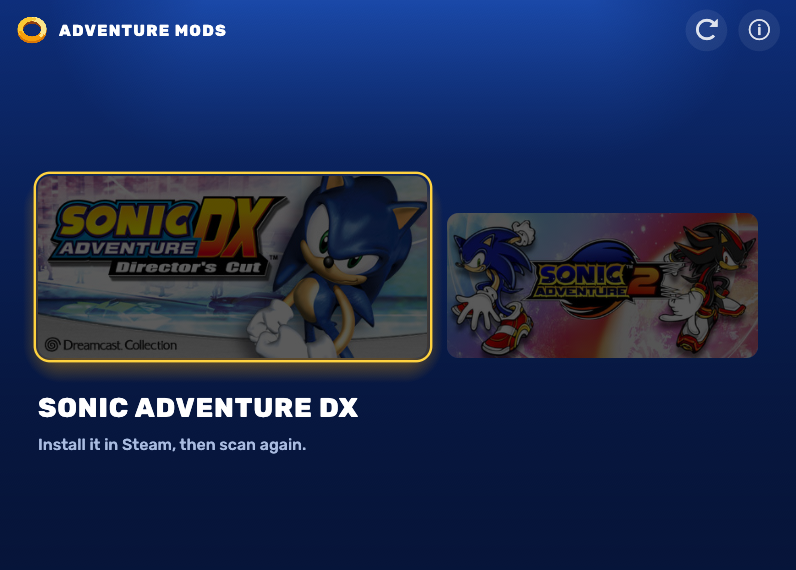 ADVENTURE MODS
SONIC DX
ADVENTURE
™
Director's Cut
Dreamcast. Collection
SONIC
ADVENTURE 2
SONIC ADVENTURE DX
Install it in Steam, then scan again.